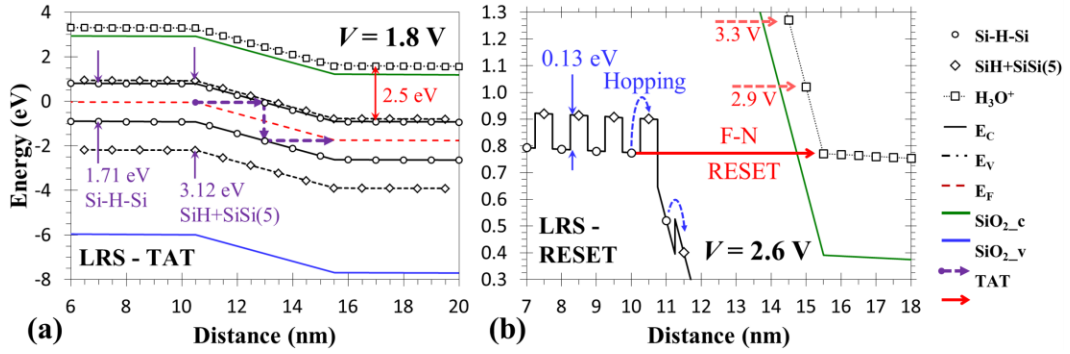 6
4
2
0
-2
-4
-6
-8
Energy (eV)
V = 1.8 V
2.5 eV
1.71 eV
Si-H-Si
3.12 eV
SiH+SiSi(5)
LRS - TAT
6 8 10 12 14 16 18 20
(a)
Distance (nm)
1.3
1.2
1.1
1.0
0.9
0.8
0.7
0.6
0.5
0.4
0.3
3.3 V
0.13 eV
Hopping
2.9 V
F-N
RESET
LRS -
RESET
V = 2.6 V
7 8 9 10 11 12 13 14 15 16 17 18
(b)
Distance (nm)
Si-H-Si
SiH+SiSi(5)
H₃O⁺
E_C
E_V
E_F
SiO₂_c
SiO₂_v
TAT